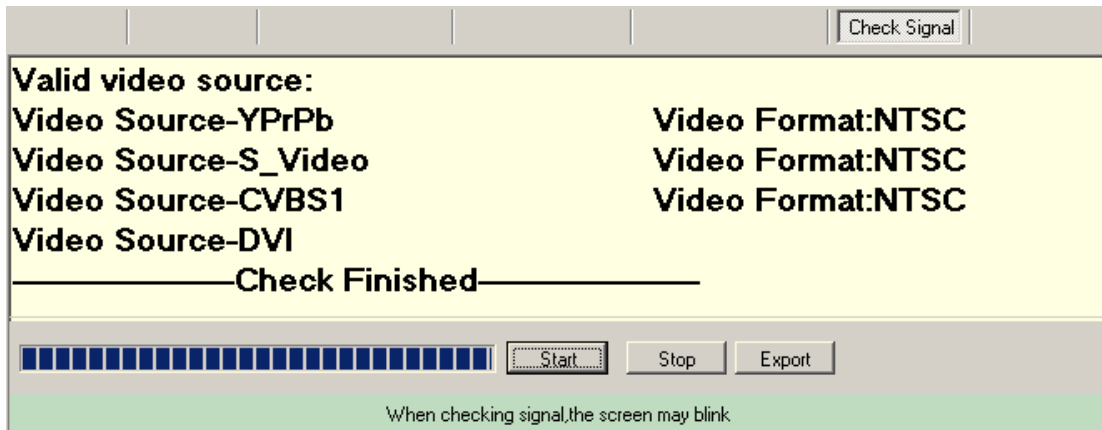 Check Signal
Valid video source:
Video Source-YPrPb Video Format:NTSC
Video Source-S_Video Video Format:NTSC
Video Source-CVBS1 Video Format:NTSC
Video Source-DVI
————Check Finished————
Start Stop Export
When checking signal,the screen may blink